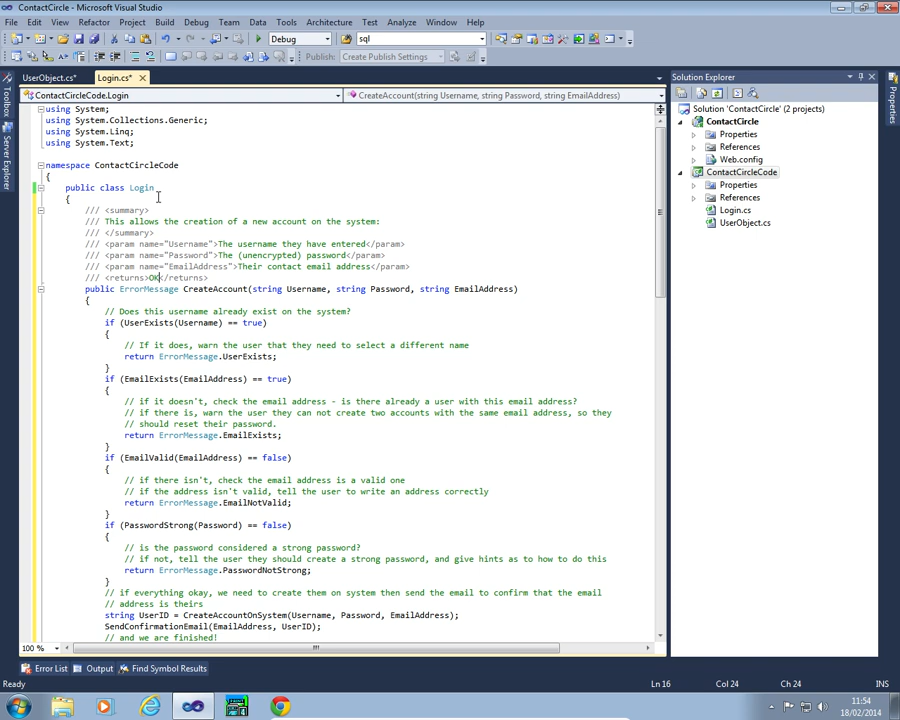 ContactCircle - Microsoft Visual Studio
File Edit View Refactor Project Build Debug Team Data Tools Architecture Test Analyze Window Help
Debug sql
Publish: Create Publish Settings
UserObject.cs* Login.cs* Solution Explorer
ContactCircleCode.Login CreateAccount(string Username, string Password, string EmailAddress)
Toolbox
Server Explorer
Properties
using System;
using System.Collections.Generic;
using System.Linq;
using System.Text;
namespace ContactCircleCode
{
public class Login
{
/// <summary>
/// This allows the creation of a new account on the system:
/// </summary>
/// <param name="Username">The username they have entered</param>
/// <param name="Password">The (unencrypted) password</param>
/// <param name="EmailAddress">Their contact email address</param>
/// <returns>OK</returns>
public ErrorMessage CreateAccount(string Username, string Password, string EmailAddress)
{
// Does this username already exist on the system?
if (UserExists(Username) == true)
{
// If it does, warn the user that they need to select a different name
return ErrorMessage.UserExists;
}
if (EmailExists(EmailAddress) == true)
{
// if it doesn't, check the email address - is there already a user with this email address?
// if there is, warn the user they can not create two accounts with the same email address, so they
// should reset their password.
return ErrorMessage.EmailExists;
}
if (EmailValid(EmailAddress) == false)
{
// if there isn't, check the email address is a valid one
// if the address isn't valid, tell the user to write an address correctly
return ErrorMessage.EmailNotValid;
}
if (PasswordStrong(Password) == false)
{
// is the password considered a strong password?
// if not, tell the user they should create a strong password, and give hints as to how to do this
return ErrorMessage.PasswordNotStrong;
}
// if everything okay, we need to create them on system then send the email to confirm that the email
// address is theirs
string UserID = CreateAccountOnSystem(Username, Password, EmailAddress);
SendConfirmationEmail(EmailAddress, UserID);
// and we are finished!
Solution 'ContactCircle' (2 projects)
ContactCircle
Properties
References
Web.config
ContactCircleCode
Properties
References
Login.cs
UserObject.cs
100 %
Error List Output Find Symbol Results
Ready Ln 16 Col 24 Ch 24 INS
11:54
18/02/2014